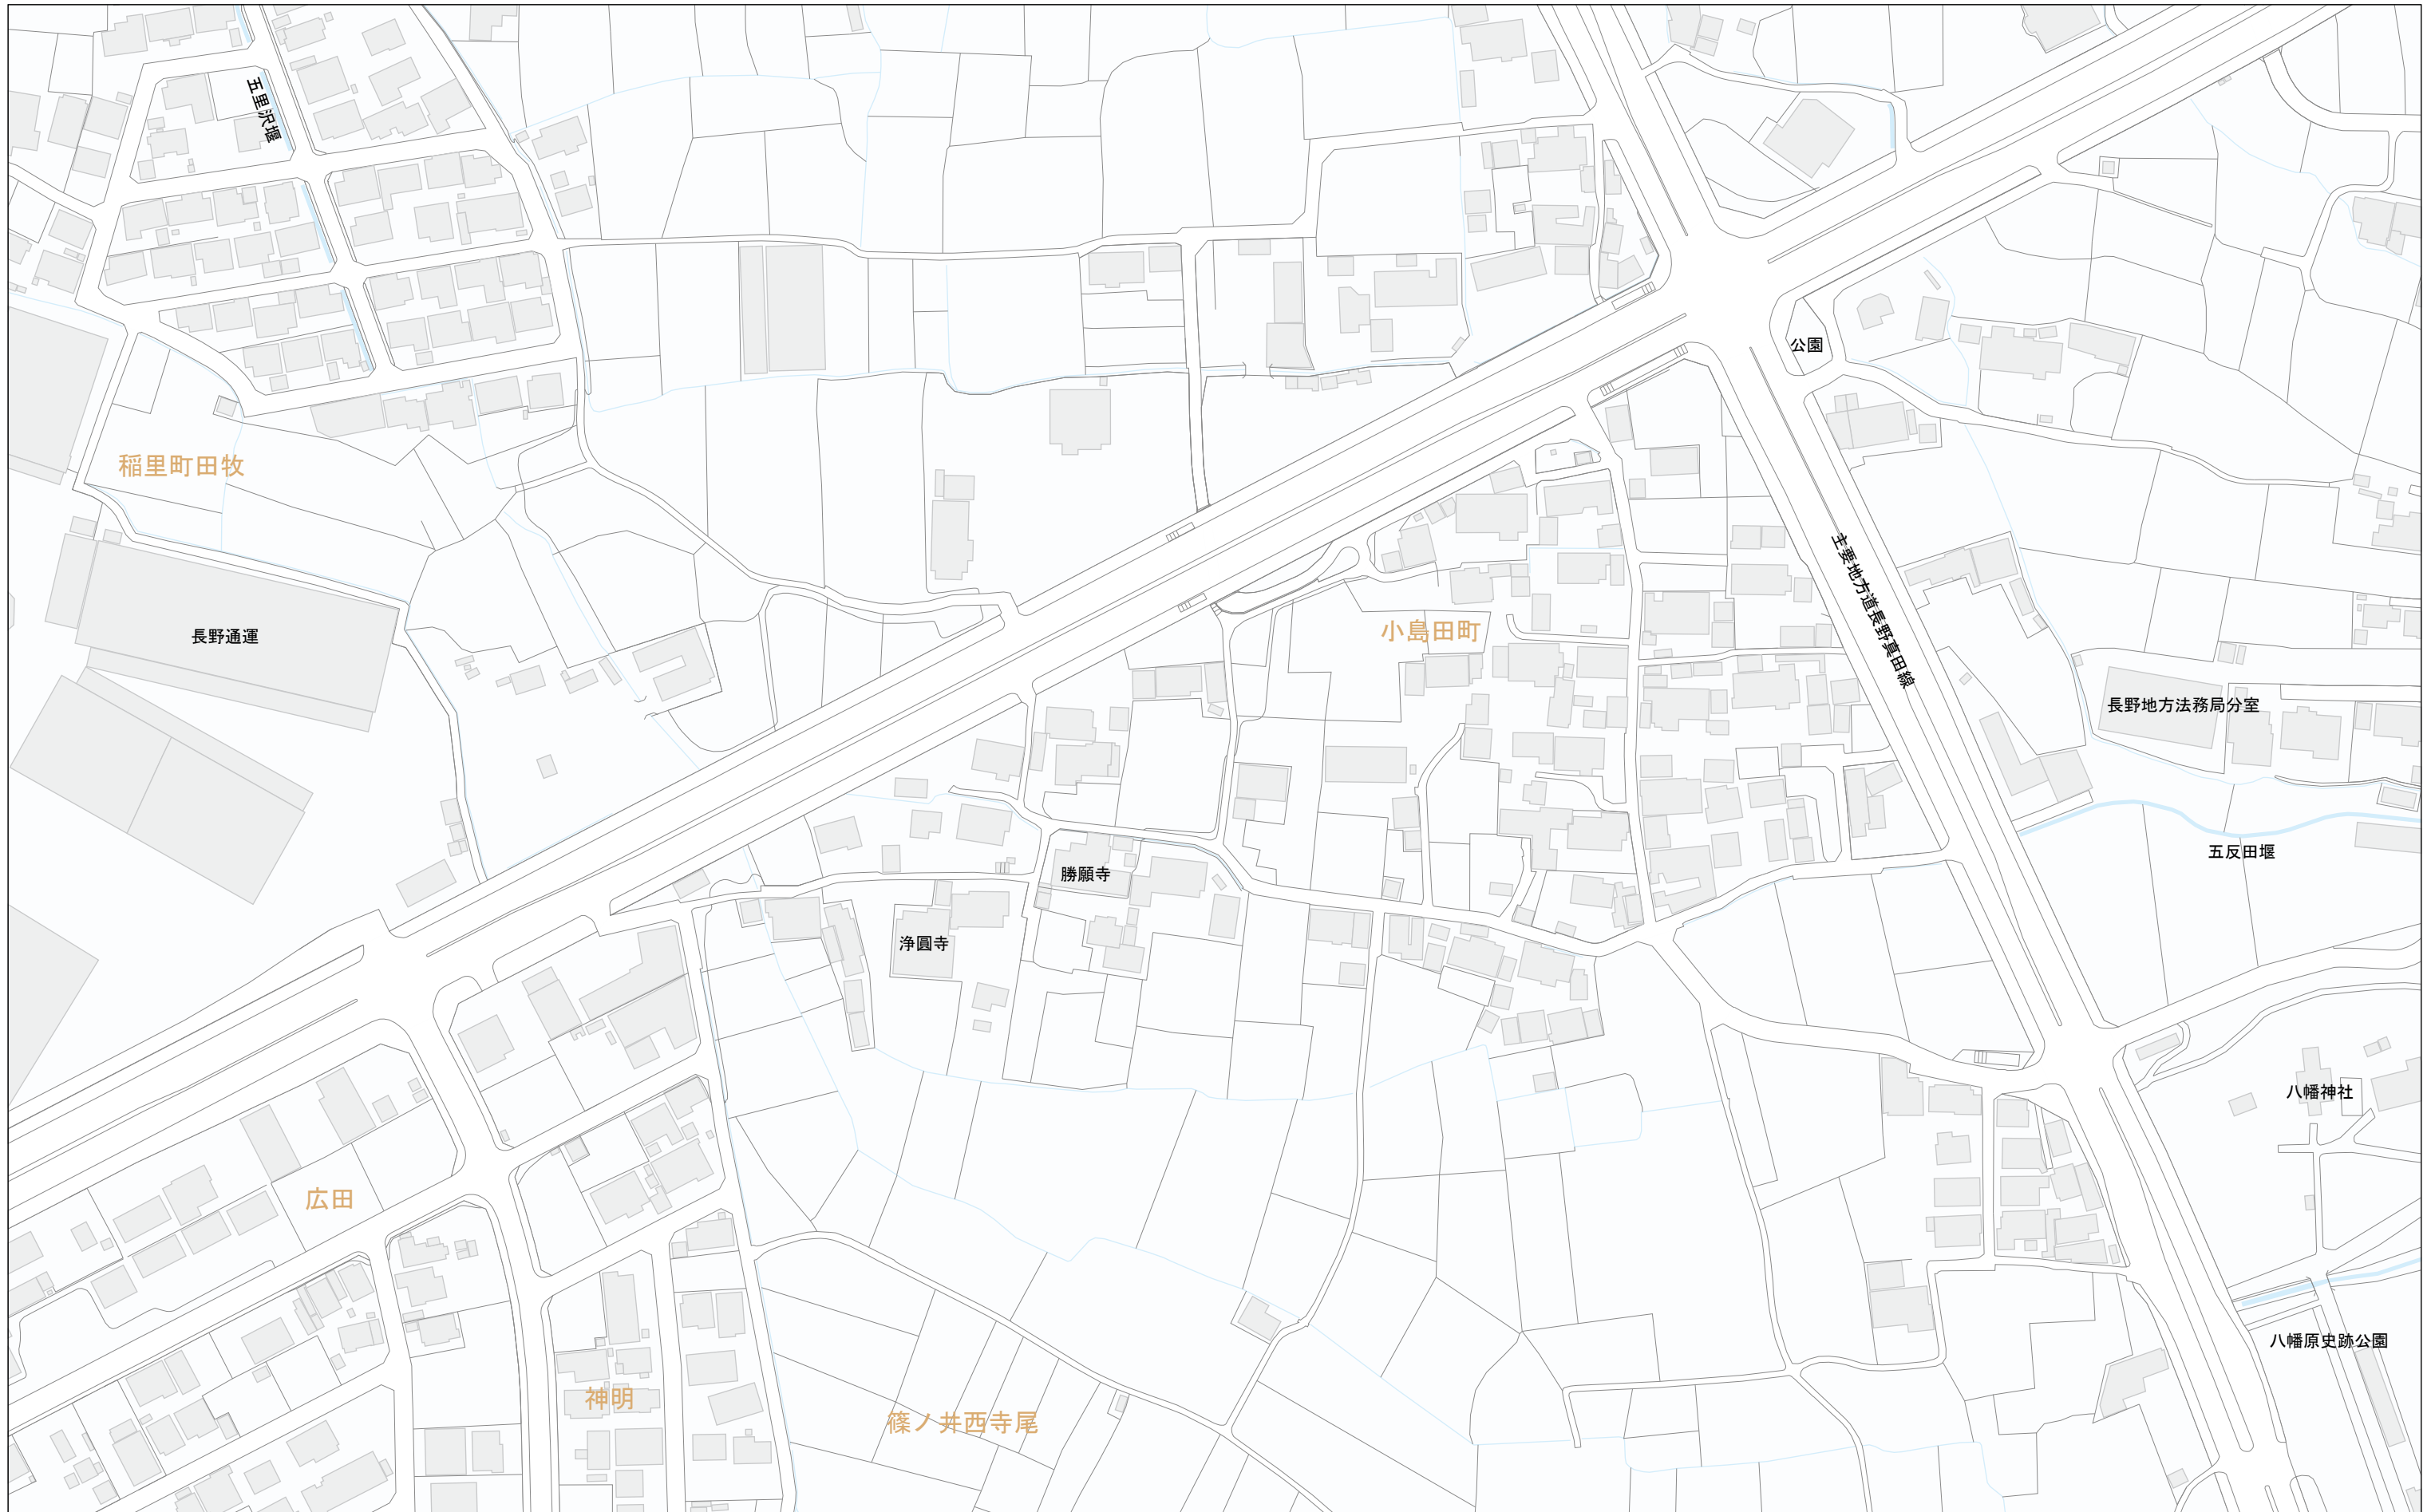 五里沢堰
公園
稲里町田牧
主要地方道長野真田線
長野通運
小島田町
長野地方法務局分室
五反田堰
勝願寺
浄圓寺
八幡神社
広田
八幡原史跡公園
神明
篠ノ井西寺尾